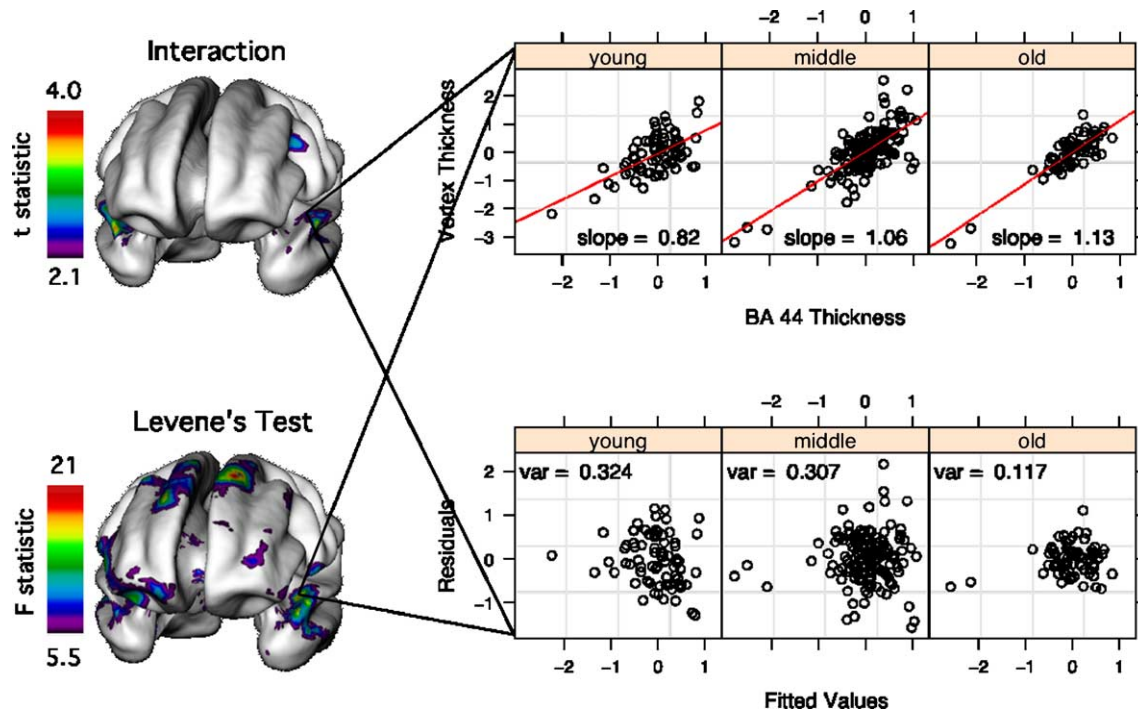 Interaction
4.0
t statistic
2.1
−2 0 1
young middle old
Vertex Thickness
2
1
0
−1
−2
−3
slope = 0.82 slope = 1.06 slope = 1.13
−2 −1 0 1 −2 −1 0 1
BA 44 Thickness
Levene's Test
21
F statistic
5.5
−2 −1 0 1
young middle old
var = 0.324 var = 0.307 var = 0.117
Residuals
2
1
0
−1
−2 −1 0 1 −2 −1 0 1
Fitted Values